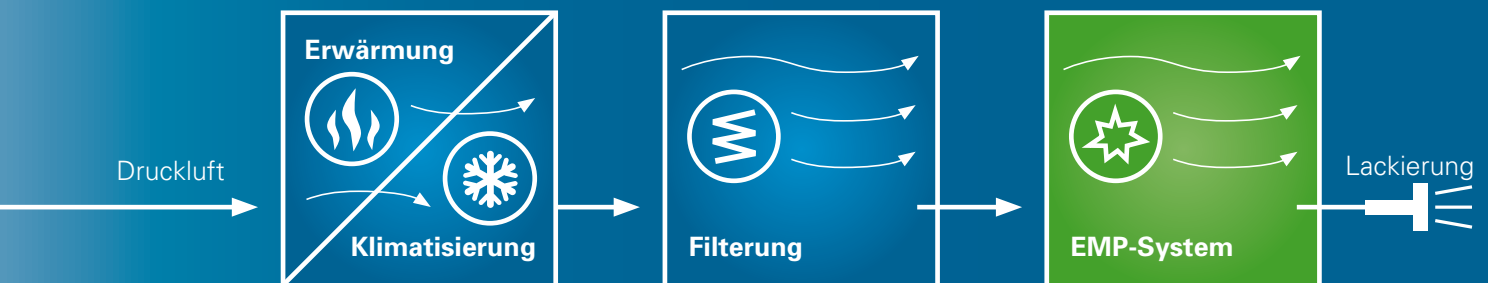 Druckluft
Erwärmung
Klimatisierung
Filterung
EMP-System
Lackierung